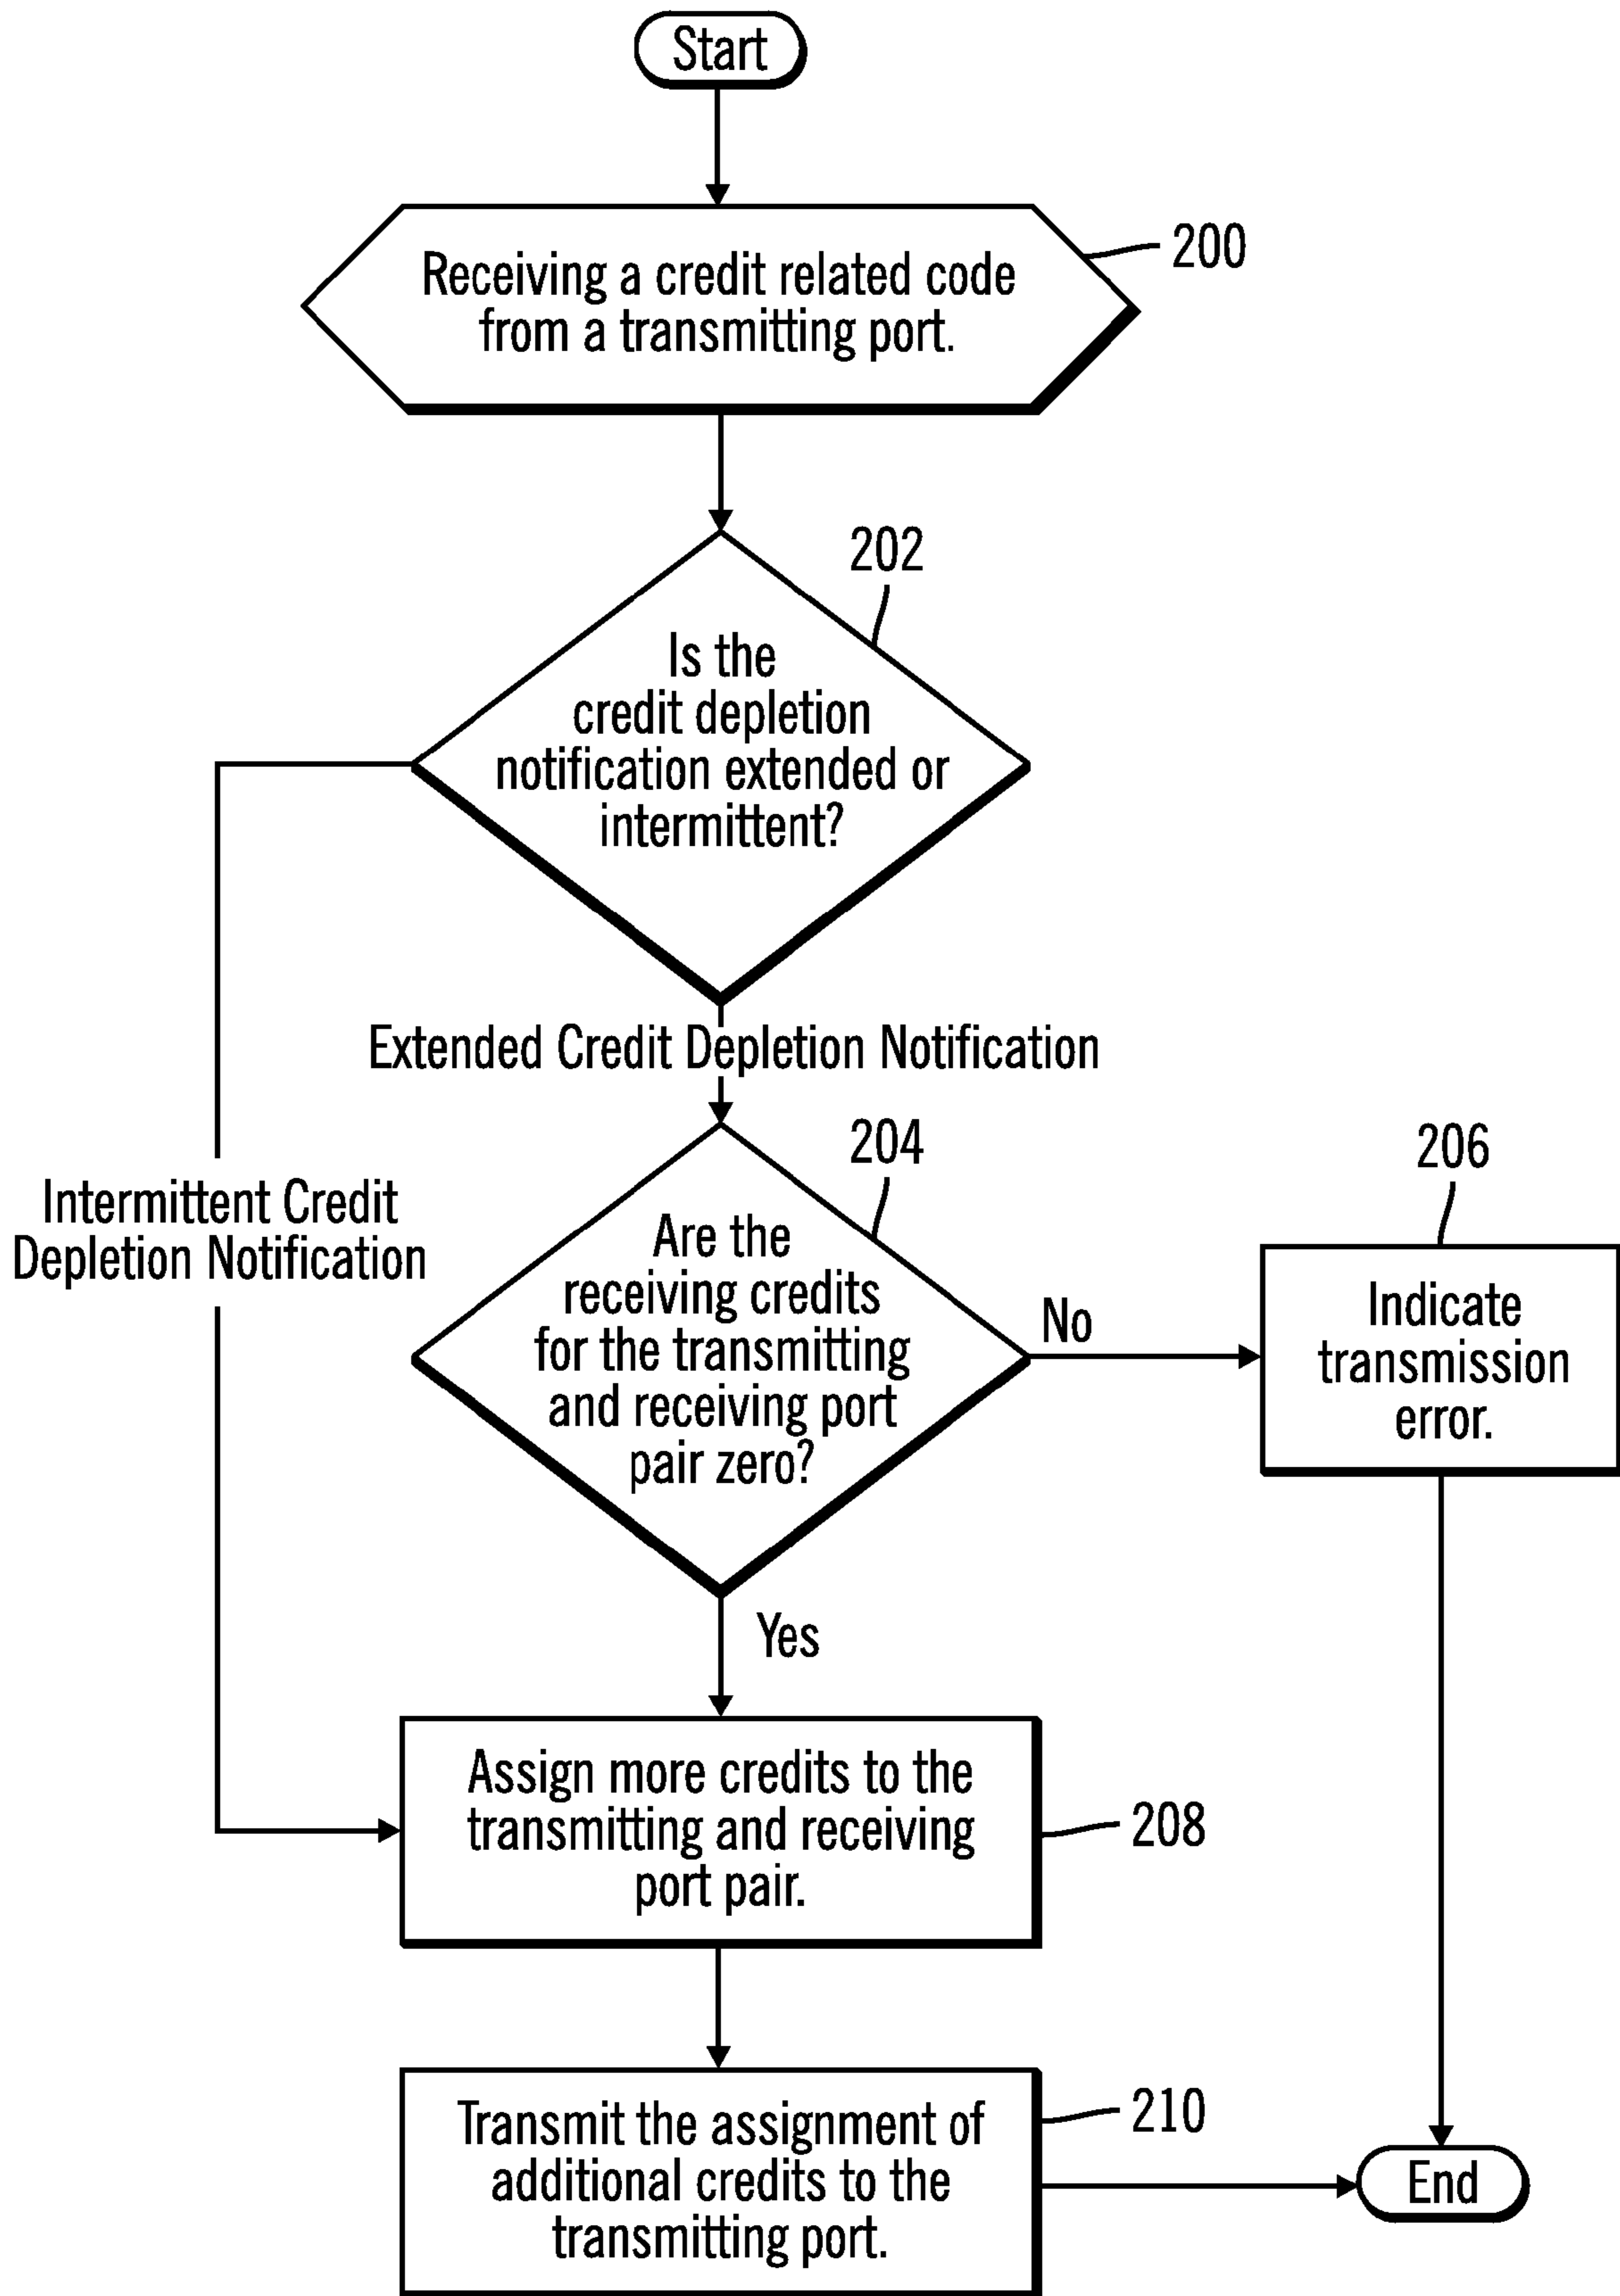 Start
Receiving a credit related code
from a transmitting port.
200
202
Is the
credit depletion
notification extended or
intermittent?
Extended Credit Depletion Notification
Intermittent Credit
Depletion Notification
204
Are the
receiving credits
for the transmitting
and receiving port
pair zero?
No
206
Indicate
transmission
error.
Yes
Assign more credits to the
transmitting and receiving
port pair.
208
Transmit the assignment of
additional credits to the
transmitting port.
210
End